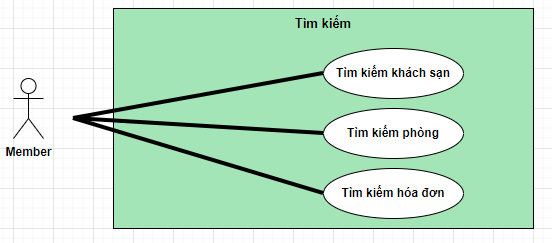 Tìm kiếm
Tìm kiếm khách sạn
Tìm kiếm phòng
Member
Tìm kiếm hóa đơn